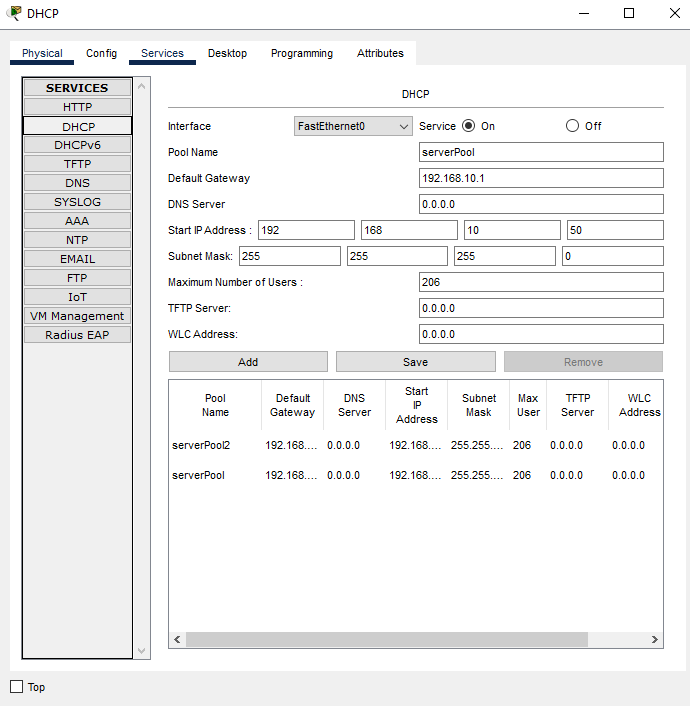 DHCP
Physical Config Services Desktop Programming Attributes
SERVICES
HTTP
DHCP
DHCPv6
TFTP
DNS
SYSLOG
AAA
NTP
EMAIL
FTP
IoT
VM Management
Radius EAP
DHCP
Interface FastEthernet0 Service On Off
Pool Name serverPool
Default Gateway 192.168.10.1
DNS Server 0.0.0.0
Start IP Address : 192 168 10 50
Subnet Mask: 255 255 255 0
Maximum Number of Users : 206
TFTP Server: 0.0.0.0
WLC Address: 0.0.0.0
Add Save Remove
Pool Name Default Gateway DNS Server Start IP Address Subnet Mask Max User TFTP Server WLC Address
serverPool2 192.168.... 0.0.0.0 192.168.... 255.255.... 206 0.0.0.0 0.0.0.0
serverPool 192.168.... 0.0.0.0 192.168.... 255.255.... 206 0.0.0.0 0.0.0.0
Top